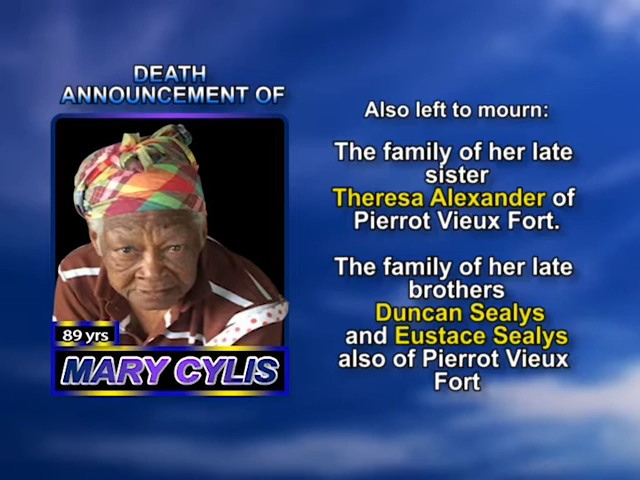 DEATH
ANNOUNCEMENT OF
89 yrs
MARY CYLIS
Also left to mourn:
The family of her late
sister
Theresa Alexander of
Pierrot Vieux Fort.
The family of her late
brothers
Duncan Sealys
and Eustace Sealys
also of Pierrot Vieux
Fort